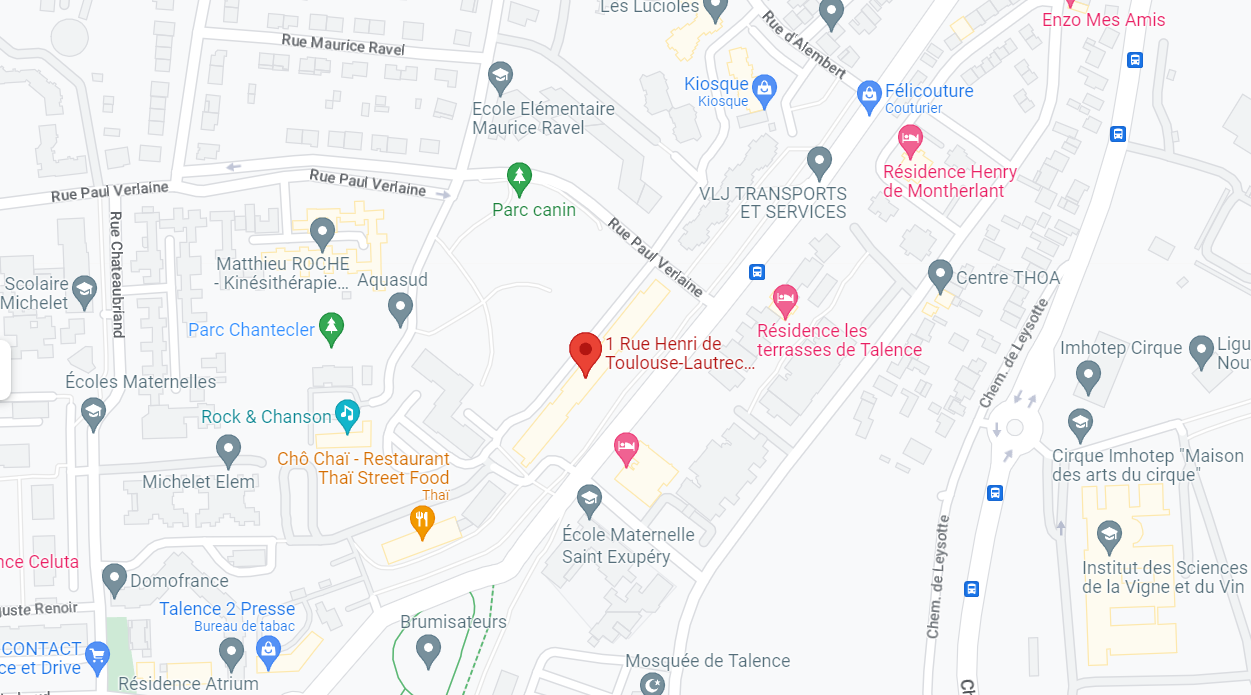 Les Lucioles
Rue d'Alembert
Enzo Mes Amis
Rue Maurice Ravel
Kiosque
Kiosque
Félicouture
Couturier
Ecole Elémentaire
Maurice Ravel
Rue Paul Verlaine
Rue Paul Verlaine
Résidence Henry
de Montherlant
VLJ TRANSPORTS
ET SERVICES
Parc canin
Rue Paul Verlaine
Rue Chateaubriand
Matthieu ROCHE
- Kinésithérapie...
Aquasud
Scolaire
Michelet
Centre THOA
Parc Chantecler
Résidence les
terrasses de Talence
1 Rue Henri de
Toulouse-Lautrec...
Chem. de Leysotte
Imhotep Cirque
Ligu
Nou
Écoles Maternelles
Rock & Chanson
Chô Chaï - Restaurant
Thaï Street Food
Thaï
Michelet Elem
Cirque Imhotep "Maison
des arts du cirque"
École Maternelle
Saint Exupéry
nce Celuta
Domofrance
Institut des Sciences
de la Vigne et du Vin
Chem. de Leysotte
guste Renoir
Talence 2 Presse
Bureau de tabac
Brumisateurs
CONTACT
ce et Drive
Résidence Atrium
Mosquée de Talence
Ch